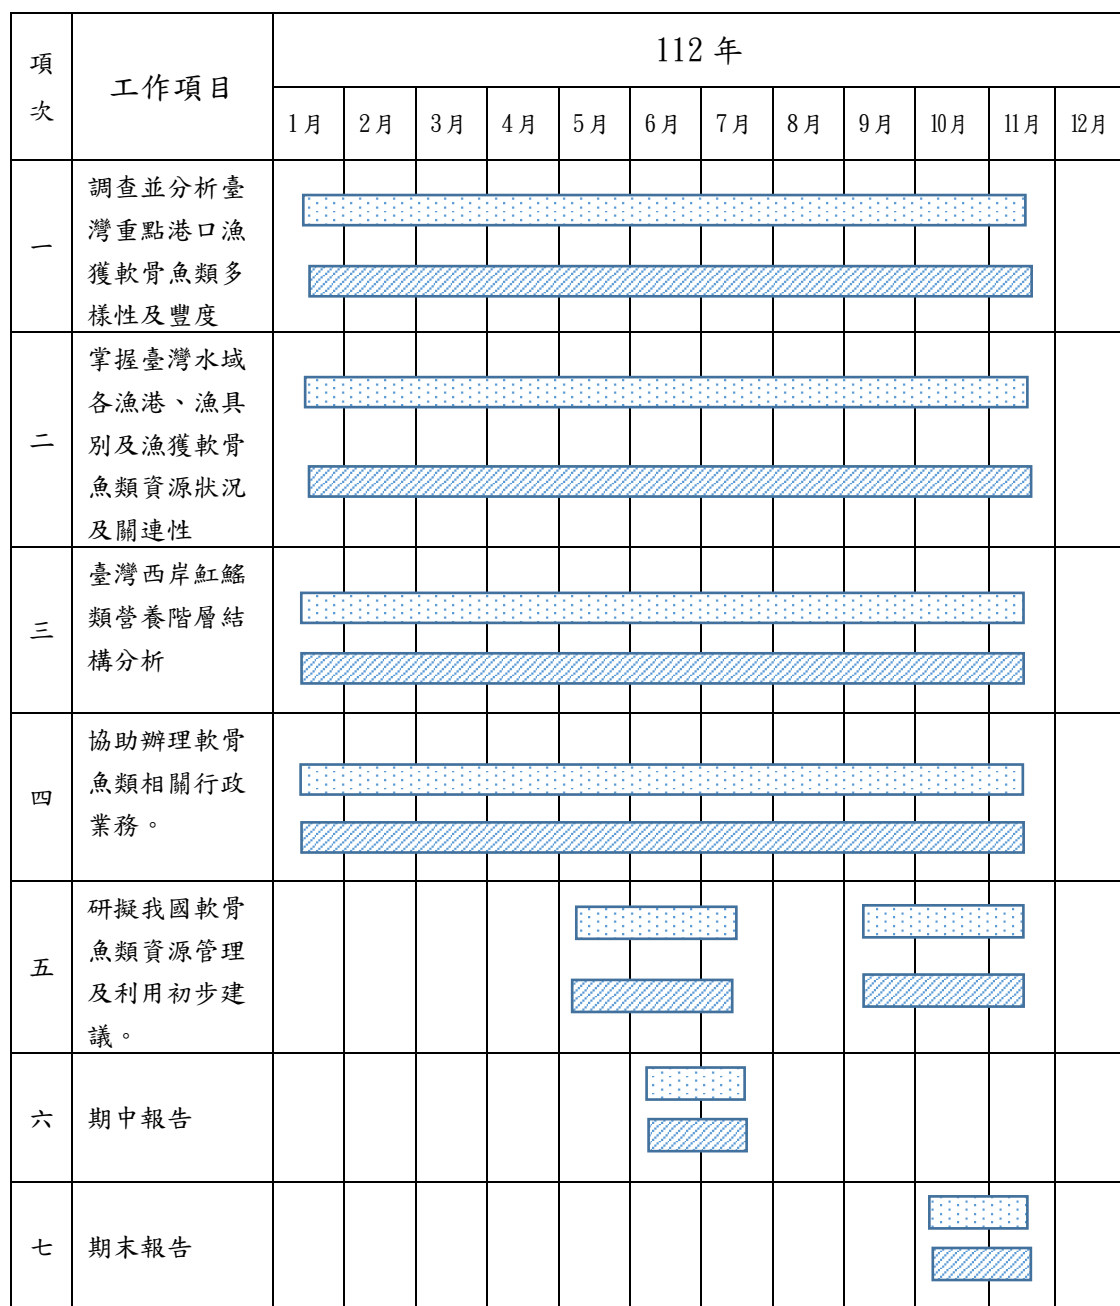 項次
工作項目
112 年
1月 2月 3月 4月 5月 6月 7月 8月 9月 10月 11月 12月
一
調查並分析臺
灣重點港口漁
獲軟骨魚類多
樣性及豐度
二
掌握臺灣水域
各漁港、漁具
別及漁獲軟骨
魚類資源狀況
及關連性
三
臺灣西岸魟鰩
類營養階層結
構分析
四
協助辦理軟骨
魚類相關行政
業務。
五
研擬我國軟骨
魚類資源管理
及利用初步建
議。
六
期中報告
七
期末報告